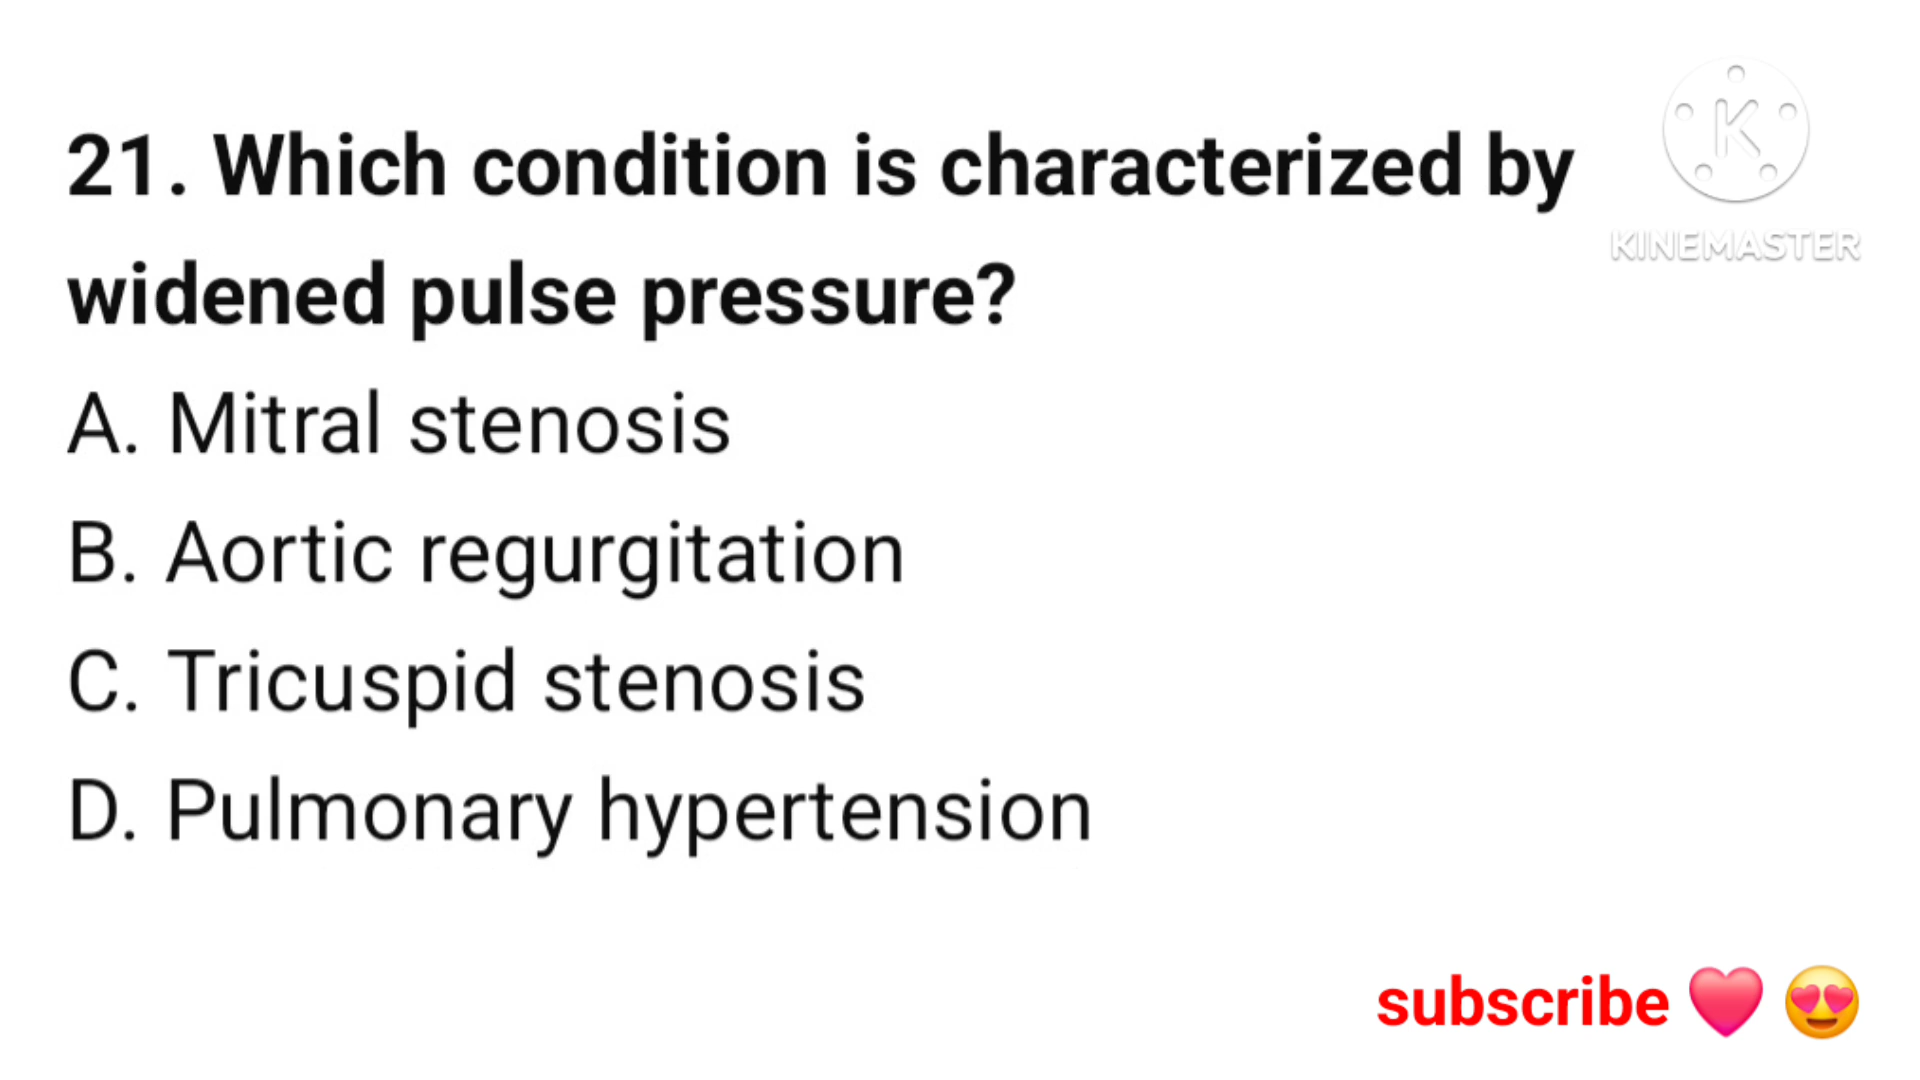 21. Which condition is characterized by
widened pulse pressure?
A. Mitral stenosis
B. Aortic regurgitation
C. Tricuspid stenosis
D. Pulmonary hypertension
K
KINEMASTER
subscribe ❤️ 😍